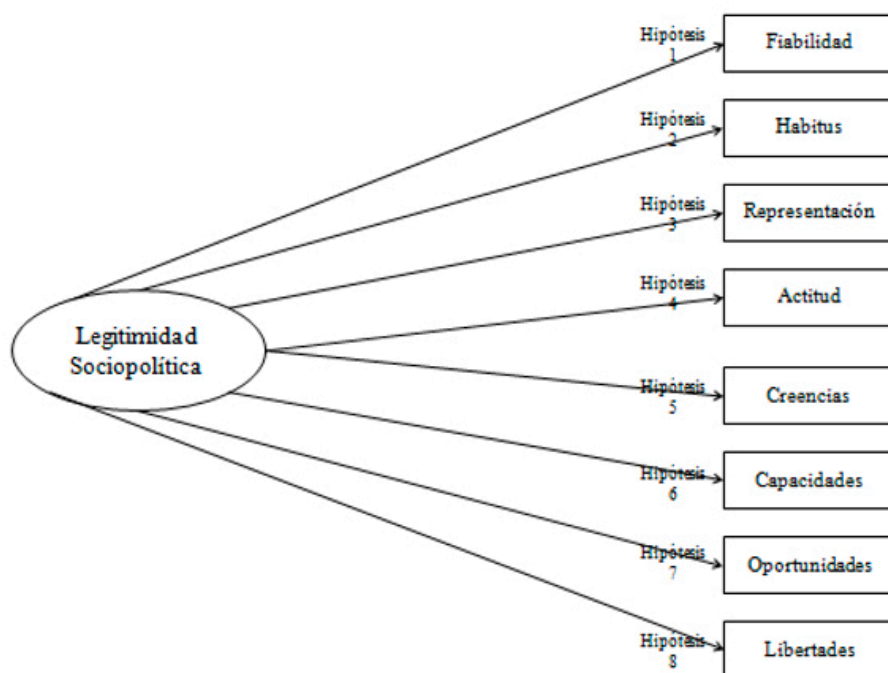 Hipótesis
1
Fiabilidad
Hipótesis
2
Habitus
Hipótesis
3
Representación
Hipótesis
4
Actitud
Legitimidad
Sociopolítica
Hipótesis
5
Creencias
Hipótesis
6
Capacidades
Hipótesis
7
Oportunidades
Hipótesis
8
Libertades